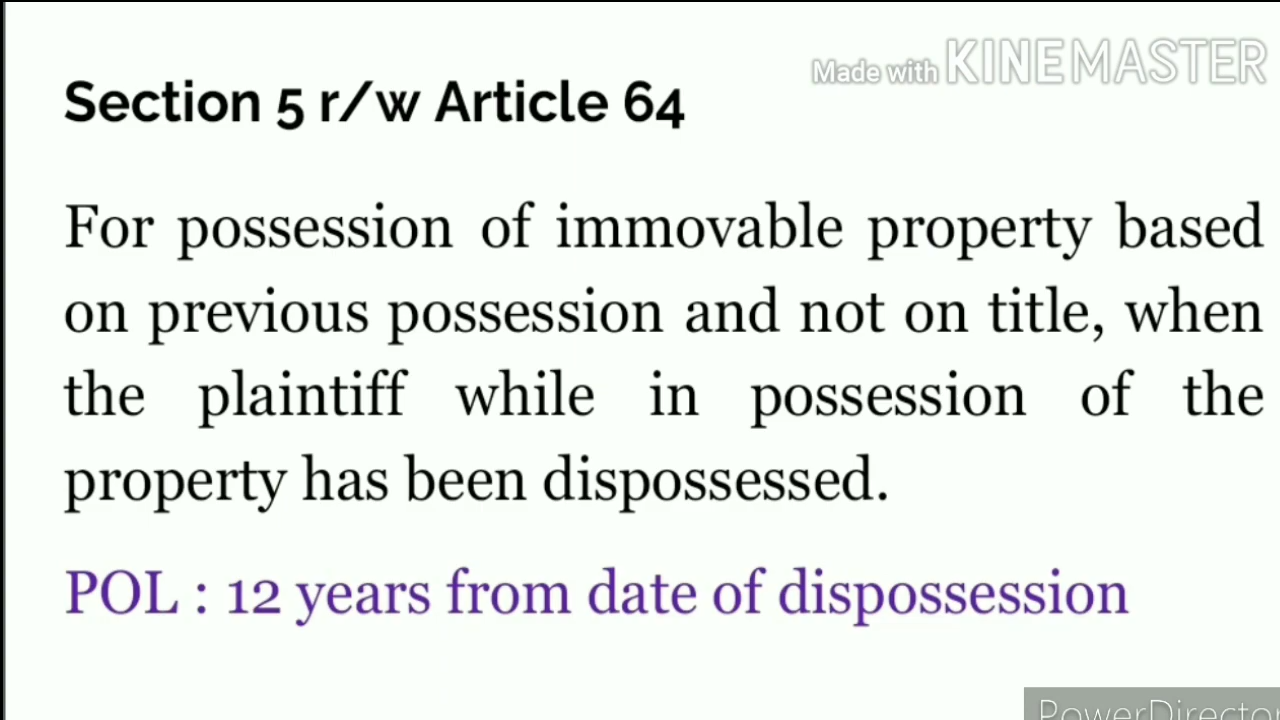 Made with KINEMASTER
Section 5 r/w Article 64
For possession of immovable property based
on previous possession and not on title, when
the plaintiff while in possession of the
property has been dispossessed.
POL : 12 years from date of dispossession
PowerDirector